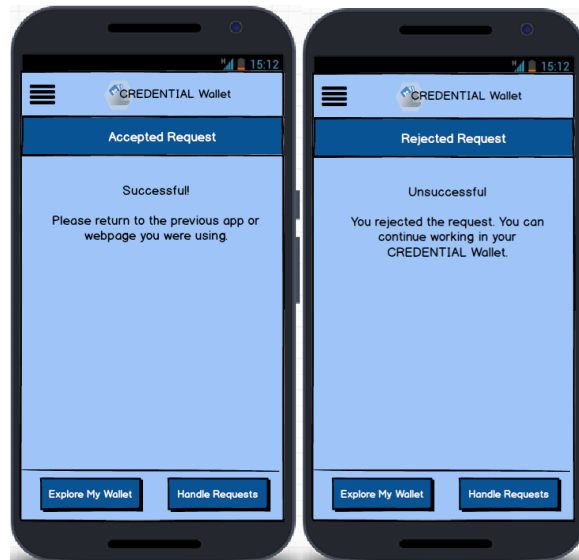 H 15:12
CREDENTIAL Wallet
Accepted Request
Successful!
Please return to the previous app or
webpage you were using.
Explore My Wallet Handle Requests
H 15:12
CREDENTIAL Wallet
Rejected Request
Unsuccessful
You rejected the request. You can
continue working in your
CREDENTIAL Wallet.
Explore My Wallet Handle Requests